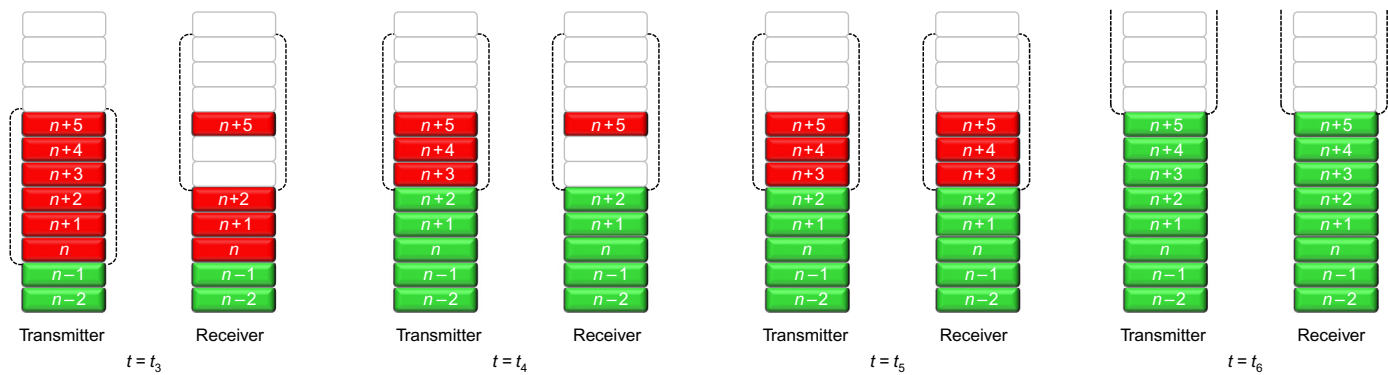 n+5 n+5 n+5 n+5 n+5 n+5 n+5 n+5
n+4 n+4 n+4 n+4 n+4 n+4
n+3 n+3 n+3 n+3 n+3 n+3
n+2 n+2 n+2 n+2 n+2 n+2 n+2 n+2
n+1 n+1 n+1 n+1 n+1 n+1 n+1 n+1
n n n n n n n n
n−1 n−1 n−1 n−1 n−1 n−1 n−1 n−1
n−2 n−2 n−2 n−2 n−2 n−2 n−2 n−2
Transmitter Receiver Transmitter Receiver Transmitter Receiver Transmitter Receiver
t = t3 t = t4 t = t5 t = t6